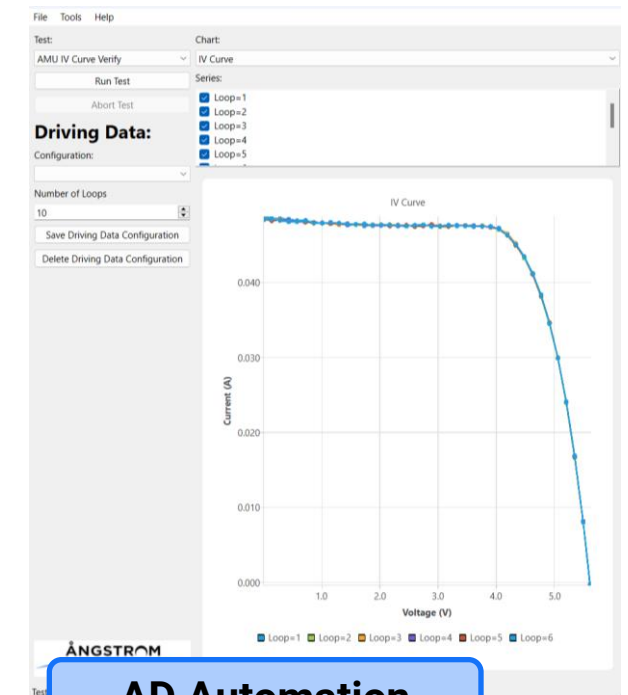 File Tools Help
Test:
AMU IV Curve Verify
Run Test
Abort Test
Driving Data:
Configuration:
Number of Loops
10
Save Driving Data Configuration
Delete Driving Data Configuration
Chart:
IV Curve
Series:
Loop=1
Loop=2
Loop=3
Loop=4
Loop=5
IV Curve
Current (A)
0.040
0.030
0.020
0.010
0.000
1.0 2.0 3.0 4.0 5.0
Voltage (V)
Loop=1 Loop=2 Loop=3 Loop=4 Loop=5 Loop=6
ÅNGSTROM
Test
AD Automation